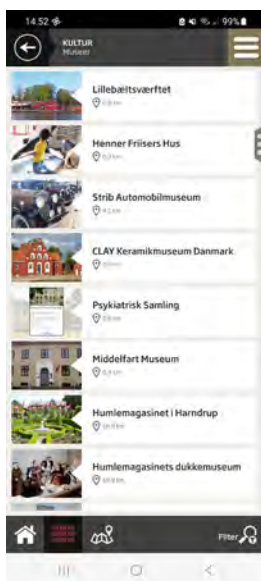 14.52
99%
KULTUR
Museer
Lillebæltsværftet
Henner Friisers Hus
Strib Automobilmuseum
CLAY Keramikmuseum Danmark
Psykiatrisk Samling
Middelfart Museum
Humlemagasinet i Harndrup
Humlemagasinets dukkemuseum
Filter